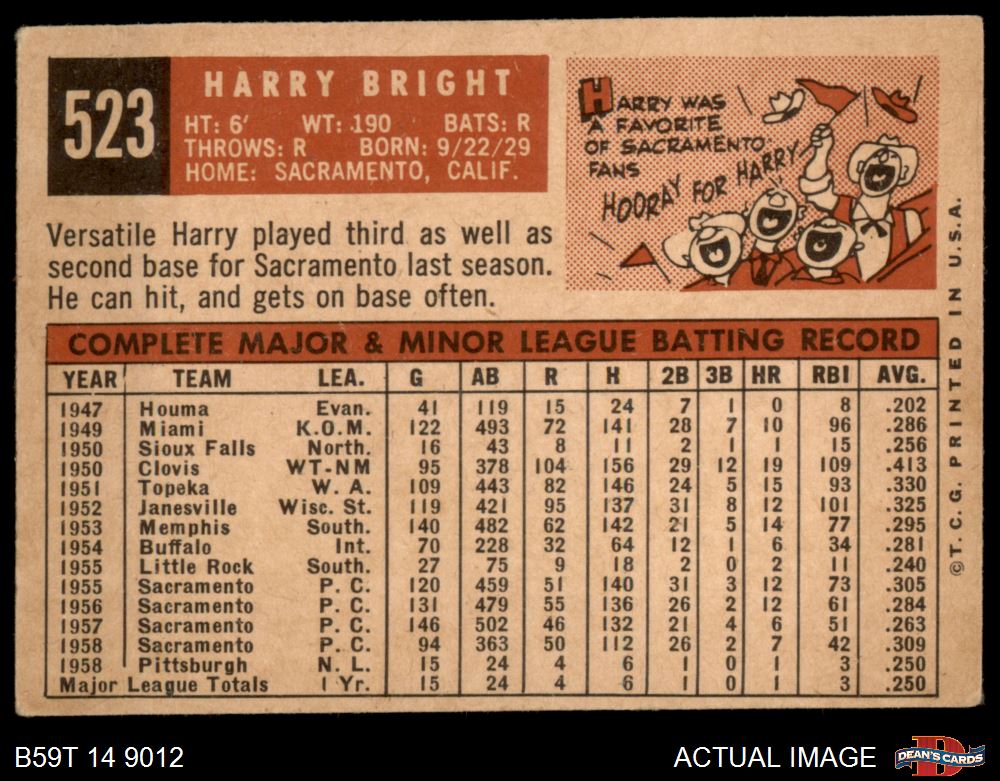 523
HARRY BRIGHT
HT: 6' WT: 190 BATS: R
THROWS: R BORN: 9/22/29
HOME: SACRAMENTO, CALIF.
HARRY WAS
A FAVORITE
OF SACRAMENTO
FANS
HOORAY FOR HARRY
Versatile Harry played third as well as
second base for Sacramento last season.
He can hit, and gets on base often.
COMPLETE MAJOR & MINOR LEAGUE BATTING RECORD
YEAR TEAM LEA. G AB R H 2B 3B HR RBI AVG.
1947 Houma Evan. 41 119 15 24 7 1 0 8 .202
1949 Miami K.O.M. 122 493 72 141 28 7 10 96 .286
1950 Sioux Falls North. 16 43 8 11 2 1 1 15 .256
1950 Clovis WT-NM 95 378 104 156 29 12 19 109 .413
1951 Topeka W. A. 109 443 82 146 24 5 15 93 .330
1952 Janesville Wisc. St. 119 421 95 137 31 8 12 101 .325
1953 Memphis South. 140 482 62 142 21 5 14 77 .295
1954 Buffalo Int. 70 228 32 64 12 1 6 34 .281
1955 Little Rock South. 27 75 9 18 2 0 2 11 .240
1955 Sacramento P. C. 120 459 51 140 31 3 12 73 .305
1956 Sacramento P. C. 131 479 55 136 26 2 12 61 .284
1957 Sacramento P. C. 146 502 46 132 21 4 6 51 .263
1958 Sacramento P. C. 94 363 50 112 26 2 7 42 .309
1958 Pittsburgh N. L. 15 24 4 6 1 0 1 3 .250
Major League Totals 1 Yr. 15 24 4 6 1 0 1 3 .250
© T. C. G. PRINTED IN U.S.A.
B59T 14 9012
ACTUAL IMAGE
DEAN'S CARDS